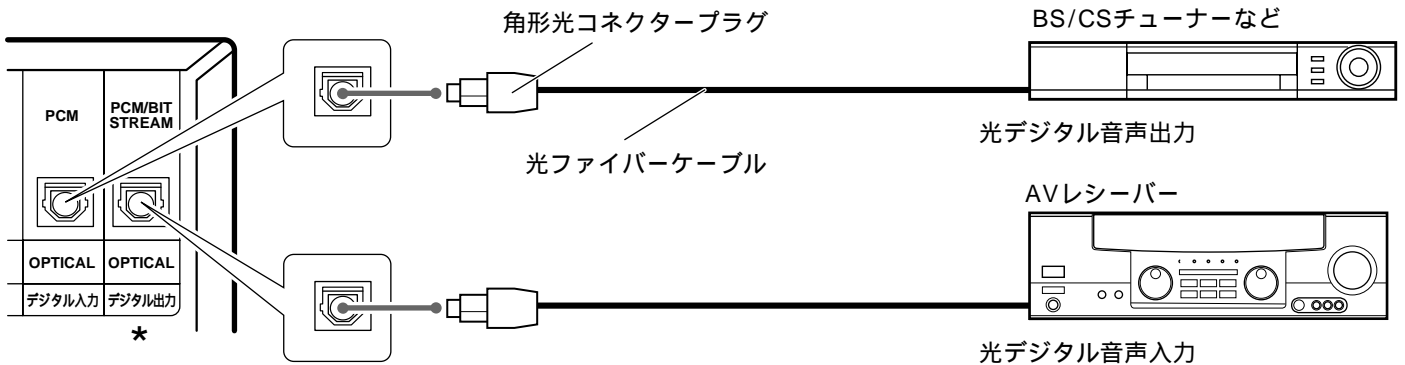 角形光コネクタープラグ
BS/CSチューナーなど
PCM
PCM/BIT
STREAM
光デジタル音声出力
光ファイバーケーブル
AVレシーバー
OPTICAL
OPTICAL
デジタル入力
デジタル出力
*
光デジタル音声入力